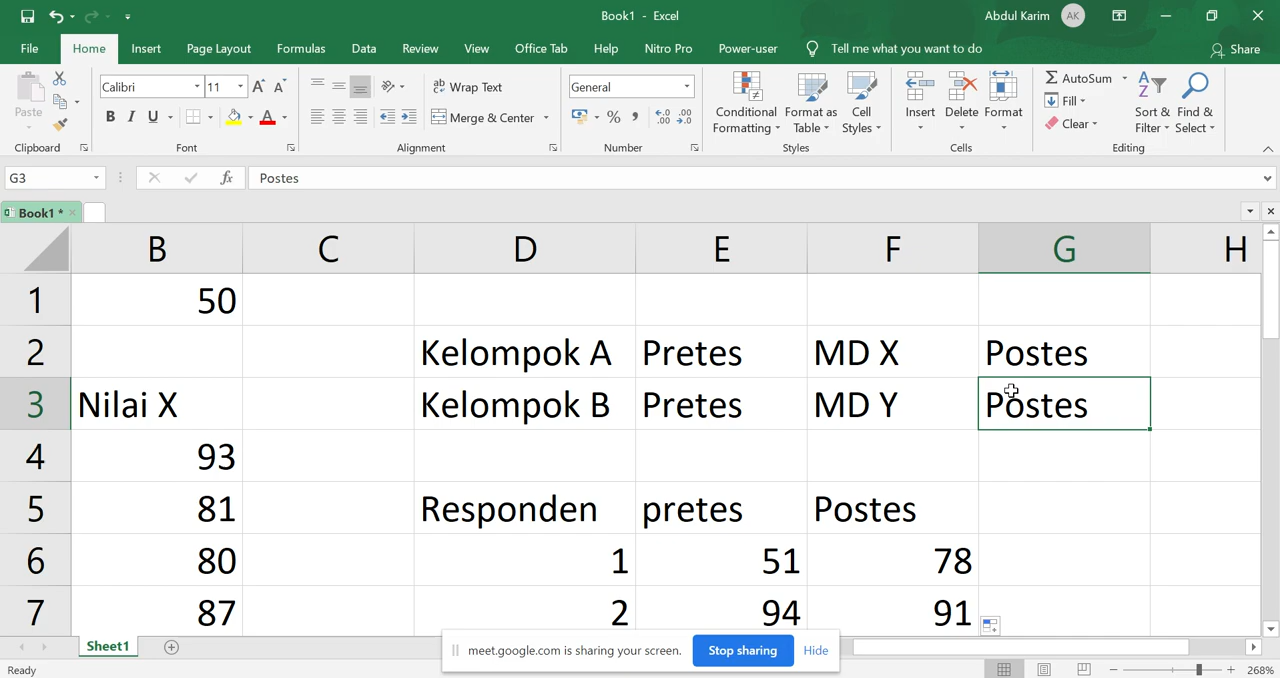 Book1 - Excel
Abdul Karim AK
File Home Insert Page Layout Formulas Data Review View Office Tab Help Nitro Pro Power-user Tell me what you want to do Share
Paste
Clipboard
Calibri 11 A A
B I U A
Font
Wrap Text
Merge & Center
Alignment
General
% ,
Number
Conditional Formatting
Format as Table
Cell Styles
Styles
Insert Delete Format
Cells
AutoSum
Fill
Clear
Sort & Filter
Find & Select
Editing
G3 fx Postes
Book1 *
B C D E F G H
1 50
2 Kelompok A Pretes MD X Postes
3 Nilai X Kelompok B Pretes MD Y Postes
4 93
5 81 Responden pretes Postes
6 80 1 51 78
7 87 2 94 91
Sheet1
meet.google.com is sharing your screen. Stop sharing Hide
Ready 268%